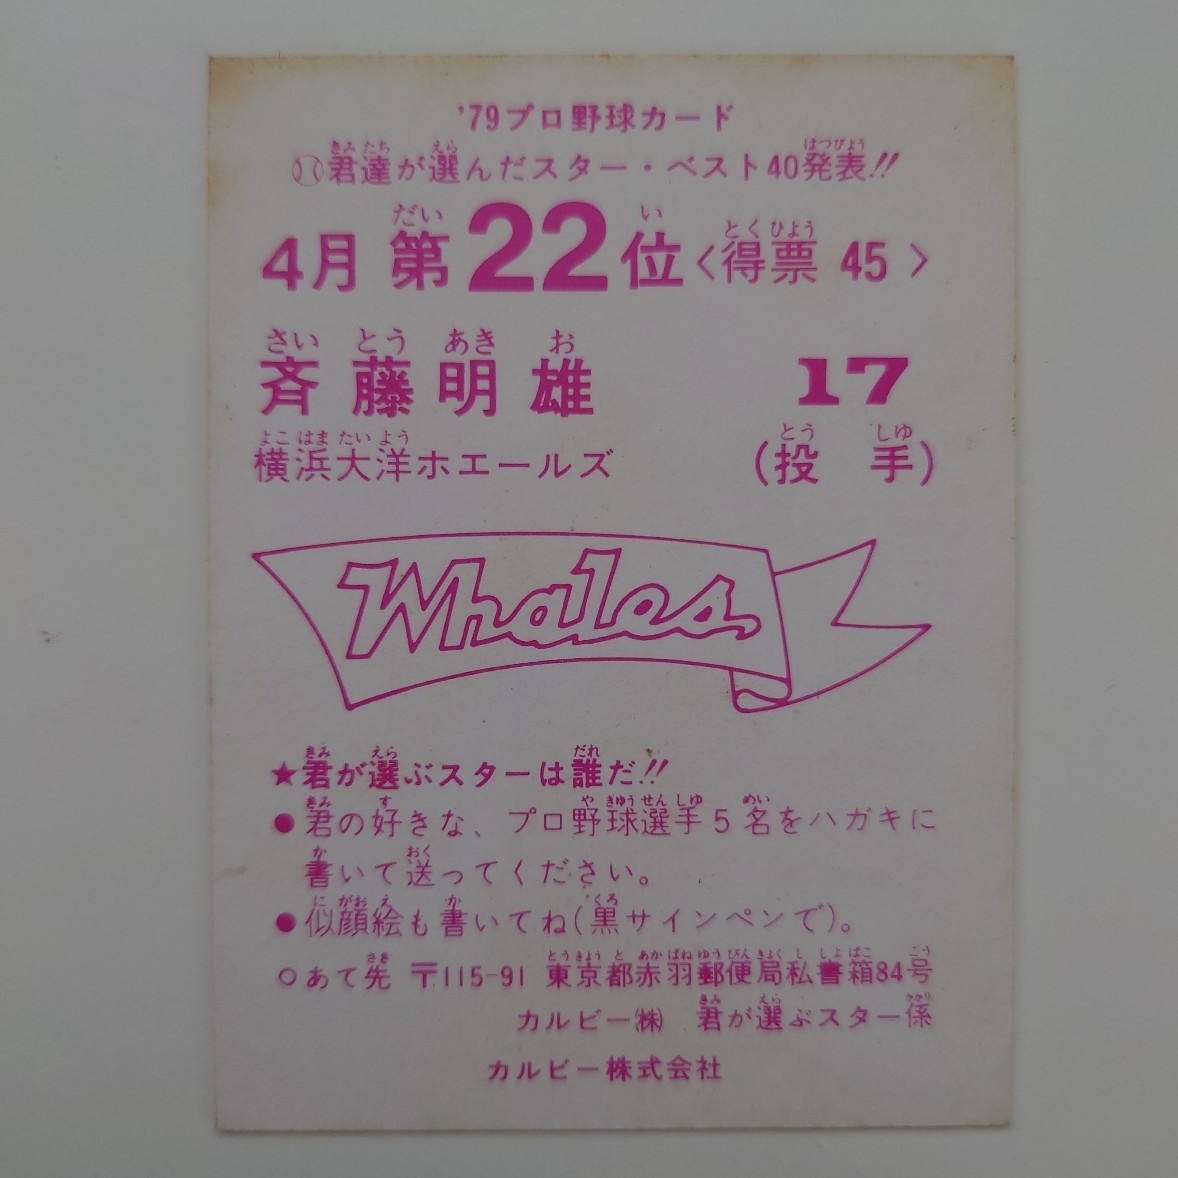 '79プロ野球カード
君達が選んだスター・ベスト40発表!!
4月 第22位<得票 45>
斉藤明雄 17
横浜大洋ホエールズ (投手)
Whales
★君が選ぶスターは誰だ!!
●君の好きな、プロ野球選手5名をハガキに
書いて送ってください。
●似顔絵も書いてね(黒サインペンで)。
○あて先 〒115-91 東京都赤羽郵便局私書箱84号
カルビー㈱ 君が選ぶスター係
カルビー株式会社